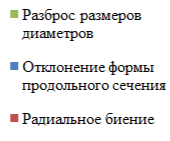 Разброс размеров
диаметров
Отклонение формы
продольного сечения
Радиальное биение